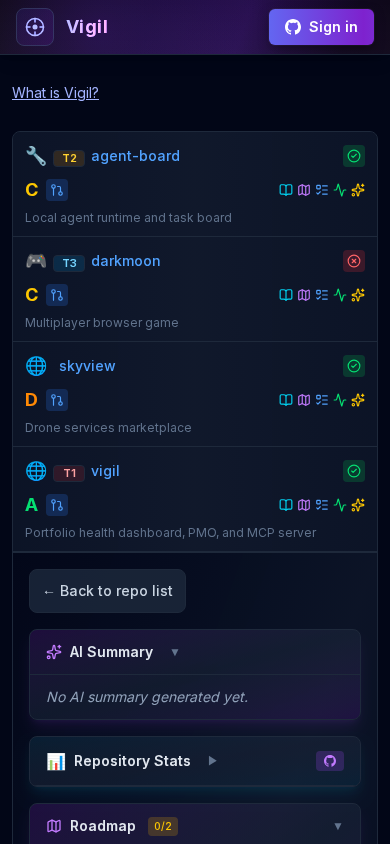 Vigil
Sign in
What is Vigil?
T2 agent-board
C
Local agent runtime and task board
T3 darkmoon
C
Multiplayer browser game
skyview
D
Drone services marketplace
T1 vigil
A
Portfolio health dashboard, PMO, and MCP server
← Back to repo list
AI Summary ▼
No AI summary generated yet.
Repository Stats ▶
Roadmap 0/2 ▼